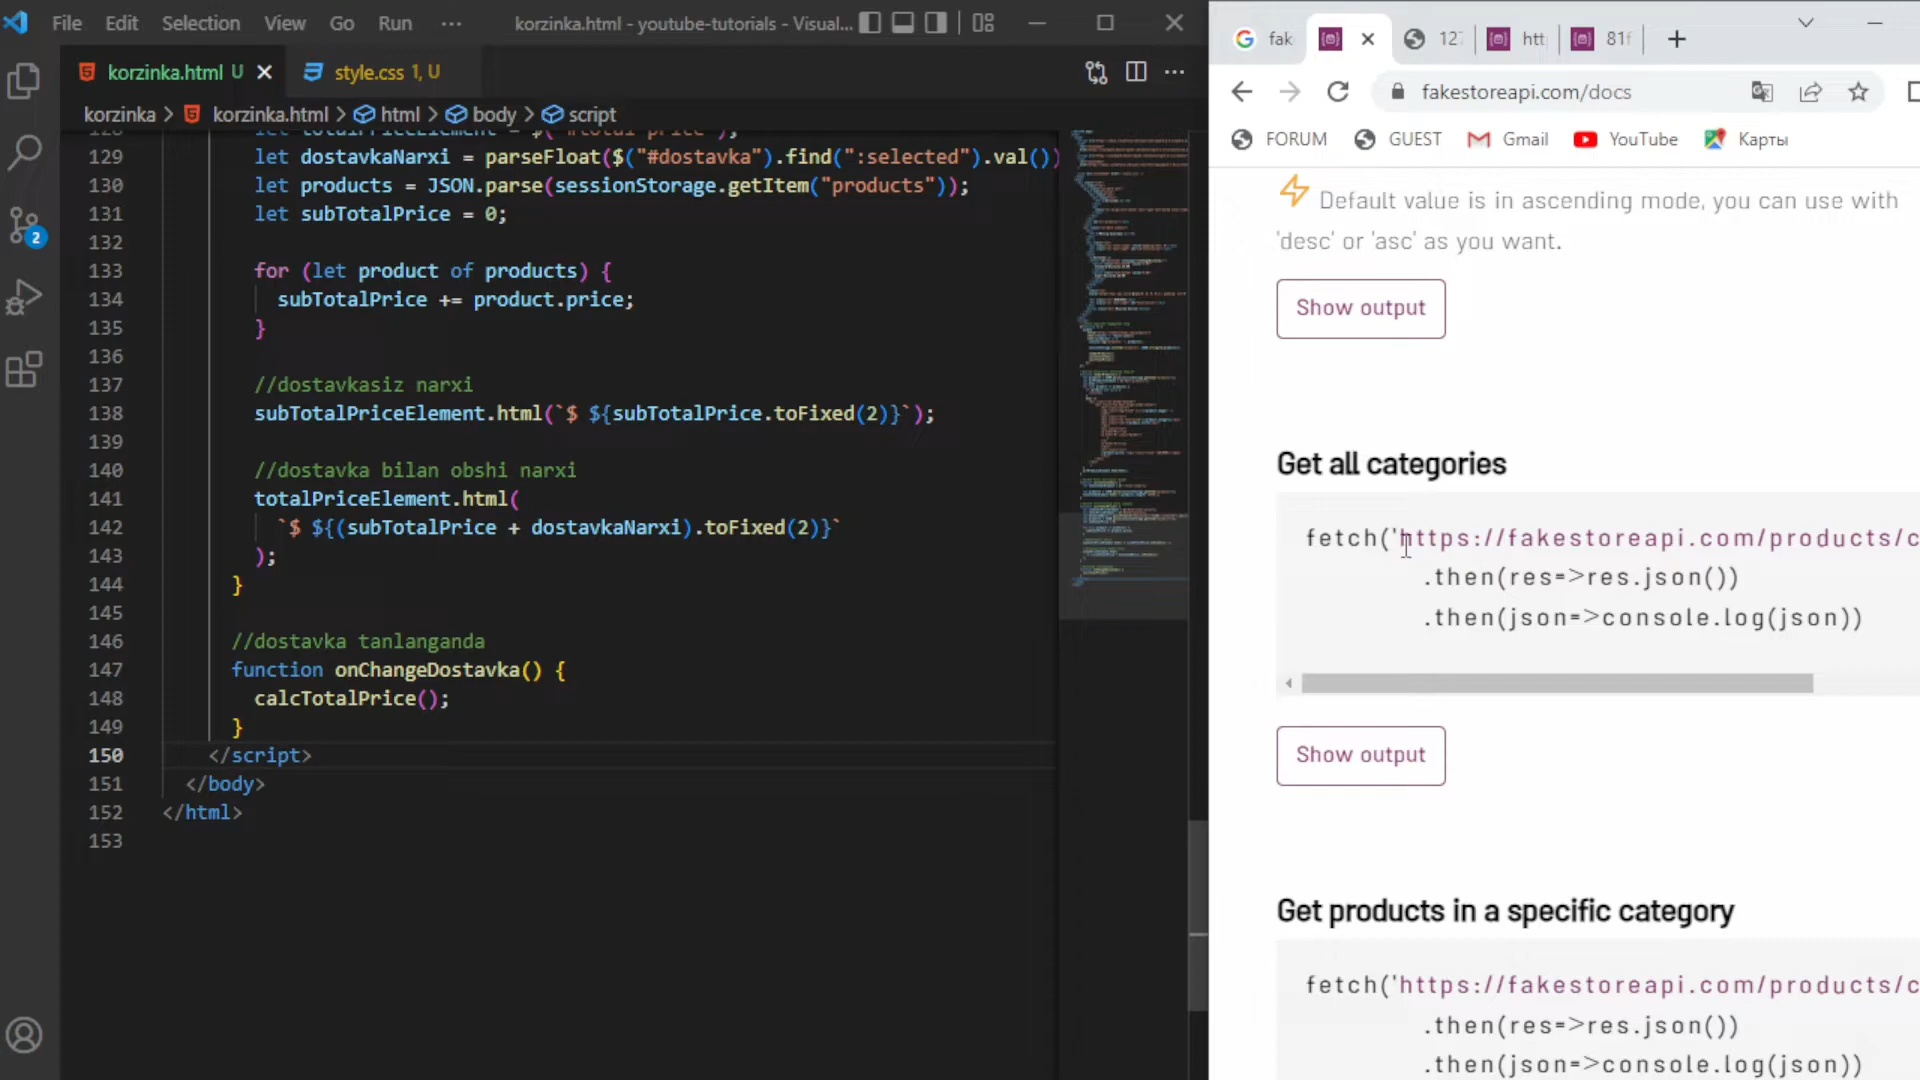 File Edit Selection View Go Run ··· korzinka.html - youtube-tutorials - Visual...
korzinka.html U style.css 1, U
korzinka > korzinka.html > html > body > script
129 let dostavkaNarxi = parseFloat($("#dostavka").find(":selected").val())
130 let products = JSON.parse(sessionStorage.getItem("products"));
131 let subTotalPrice = 0;
132
133 for (let product of products) {
134 subTotalPrice += product.price;
135 }
136
137 //dostavkasiz narxi
138 subTotalPriceElement.html(`$ ${subTotalPrice.toFixed(2)}`);
139
140 //dostavka bilan obshi narxi
141 totalPriceElement.html(
142 `$ ${(subTotalPrice + dostavkaNarxi).toFixed(2)}`
143 );
144 }
145
146 //dostavka tanlanganda
147 function onChangeDostavka() {
148 calcTotalPrice();
149 }
150 </script>
151 </body>
152 </html>
153
2
fak 127 htt 81f
fakestoreapi.com/docs
FORUM GUEST Gmail YouTube Карты
Default value is in ascending mode, you can use with
'desc' or 'asc' as you want.
Show output
Get all categories
fetch('https://fakestoreapi.com/products/c
.then(res=>res.json())
.then(json=>console.log(json))
Show output
Get products in a specific category
fetch('https://fakestoreapi.com/products/c
.then(res=>res.json())
.then(json=>console.log(json))